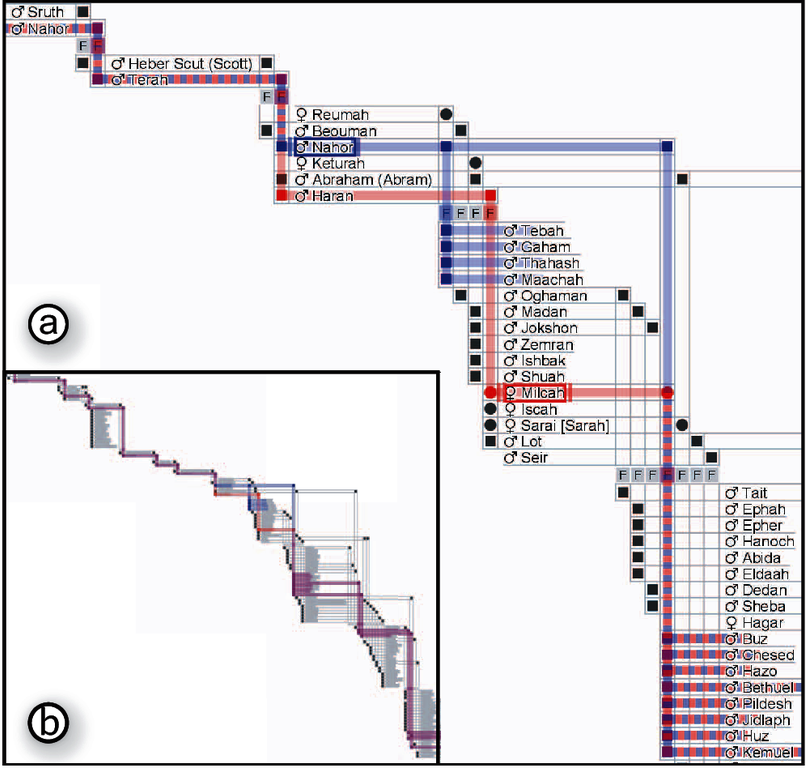 ♂ Sruth
♂ Nahor
F F
♂ Heber Scut (Scott)
♂ Terah
F F
♀ Reumah
♂ Beouman
♂ Nahor
♀ Keturah
♂ Abraham (Abram)
♂ Haran
F F F F
♂ Tebah
♂ Gaham
♂ Thahash
♂ Maachah
♂ Oghaman
♂ Madan
♂ Jokshon
♂ Zemran
♂ Ishbak
♂ Shuah
♀ Milcah
♀ Iscah
♀ Sarai [Sarah]
♂ Lot
♂ Seir
F F F F F F F
♂ Tait
♂ Ephah
♂ Epher
♂ Hanoch
♂ Abida
♂ Eldaah
♂ Dedan
♂ Sheba
♀ Hagar
♂ Buz
♂ Chesed
♂ Hazo
♂ Bethuel
♂ Pildesh
♂ Jidlaph
♂ Huz
♂ Kemuel
a
b